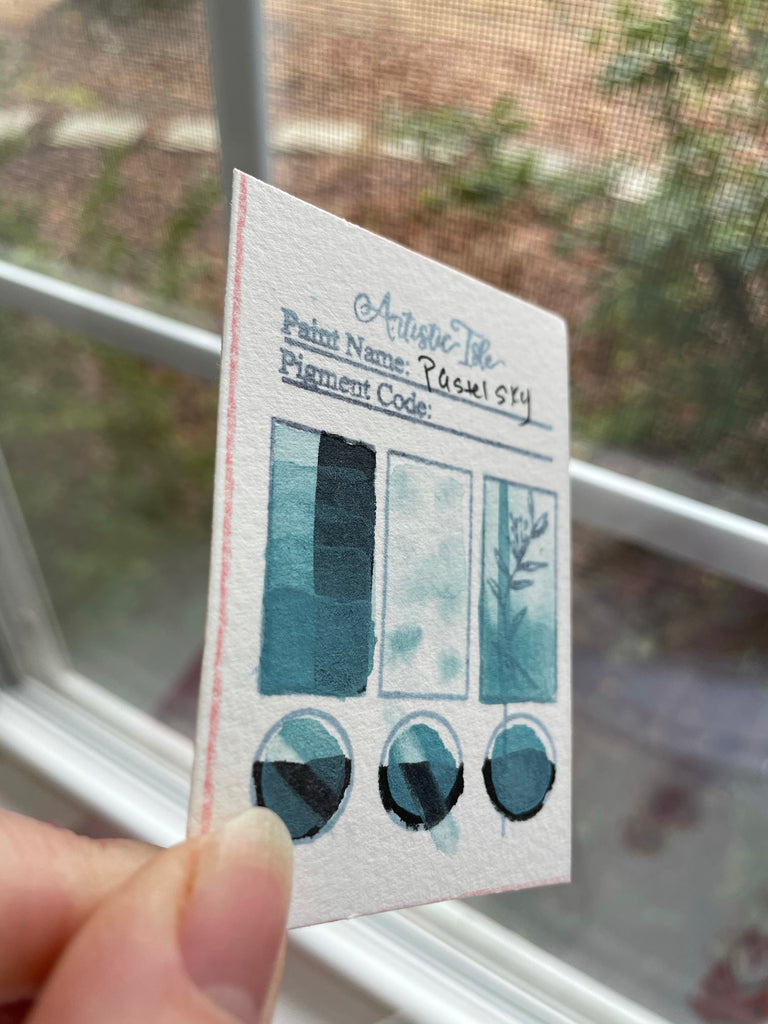 Artistic Isle
Paint Name: Pastel sky
Pigment Code: